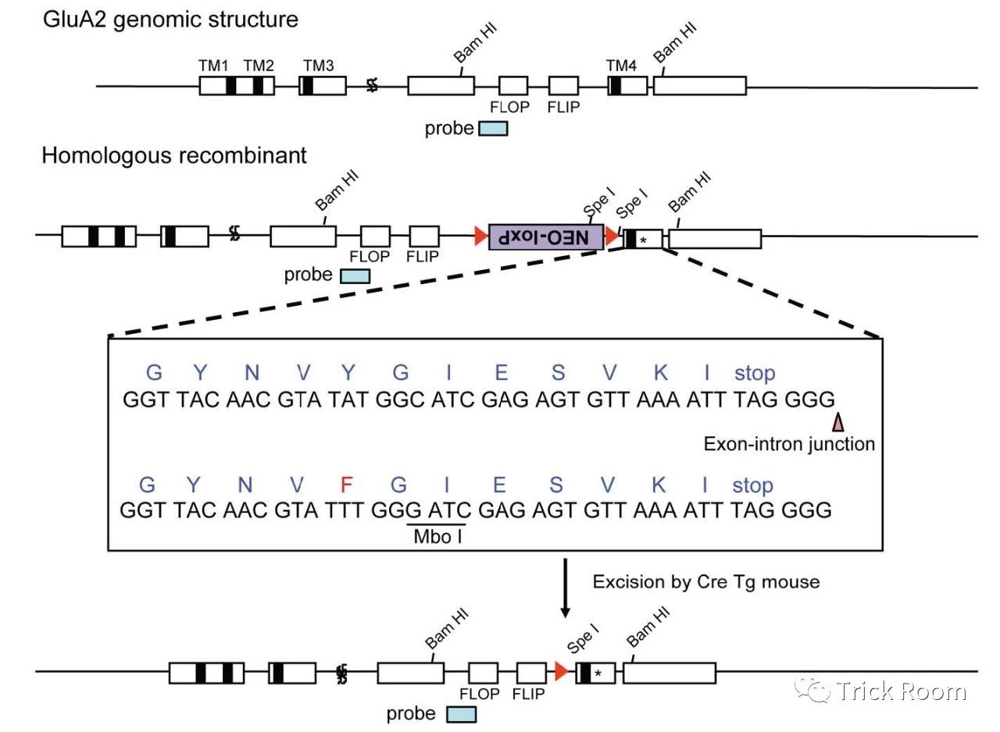 GluA2 genomic structure
Bam HI
Bam HI
TM1 TM2 TM3 TM4
FLOP FLIP
probe
Homologous recombinant
Bam HI
Spe I
Spe I
Bam HI
NEO-loxP
*
FLOP FLIP
probe
G Y N V Y G I E S V K I stop
GGT TAC AAC GTA TAT GGC ATC GAG AGT GTT AAA ATT TAG GGG
Exon-intron junction
G Y N V F G I E S V K I stop
GGT TAC AAC GTA TTT GGG ATC GAG AGT GTT AAA ATT TAG GGG
Mbo I
Excision by Cre Tg mouse
Bam HI
Spe I
Bam HI
*
FLOP FLIP
probe
Trick Room